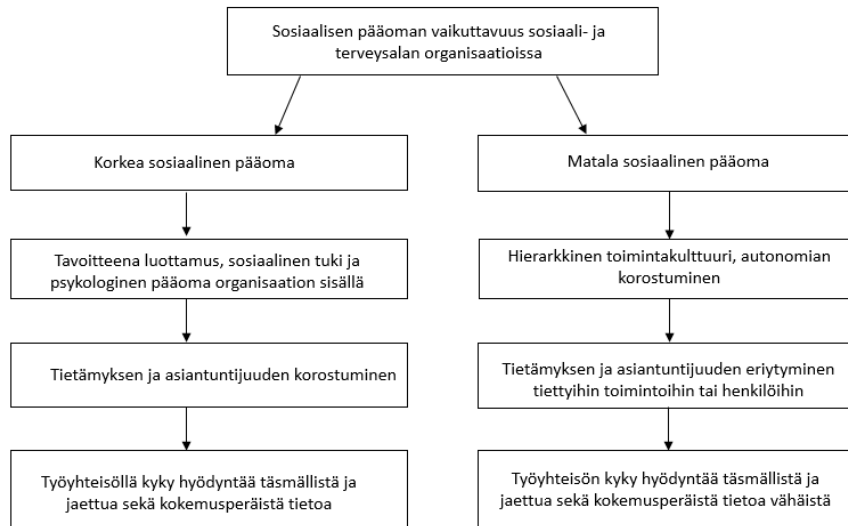 Sosiaalisen pääoman vaikuttavuus sosiaali- ja
terveysalan organisaatioissa
Korkea sosiaalinen pääoma
Matala sosiaalinen pääoma
Tavoitteena luottamus, sosiaalinen tuki ja
psykologinen pääoma organisaation sisällä
Hierarkkinen toimintakulttuuri, autonomian
korostuminen
Tietämyksen ja asiantuntijuuden korostuminen
Tietämyksen ja asiantuntijuuden eriytyminen
tiettyihin toimintoihin tai henkilöihin
Työyhteisöllä kyky hyödyntää täsmällistä ja
jaettua sekä kokemusperäistä tietoa
Työyhteisön kyky hyödyntää täsmällistä ja
jaettua sekä kokemusperäistä tietoa vähäistä